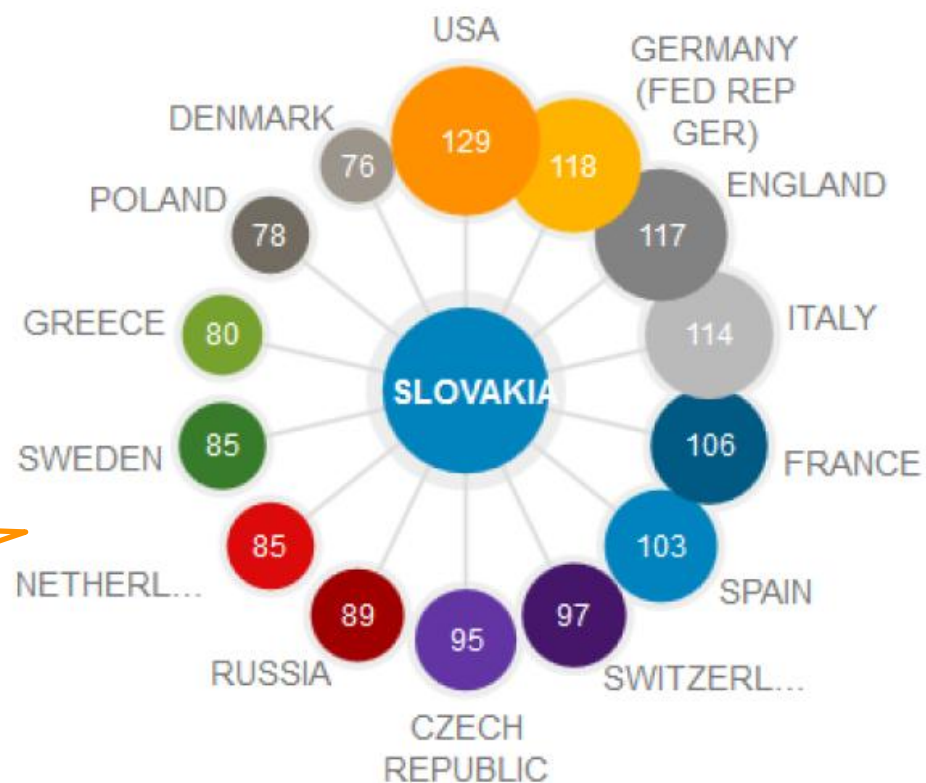 USA
129
GERMANY
(FED REP
GER)
118
ENGLAND
117
ITALY
114
FRANCE
106
SPAIN
103
SWITZERL...
97
CZECH
REPUBLIC
95
RUSSIA
89
NETHERL...
85
SWEDEN
85
GREECE
80
POLAND
78
DENMARK
76
SLOVAKIA